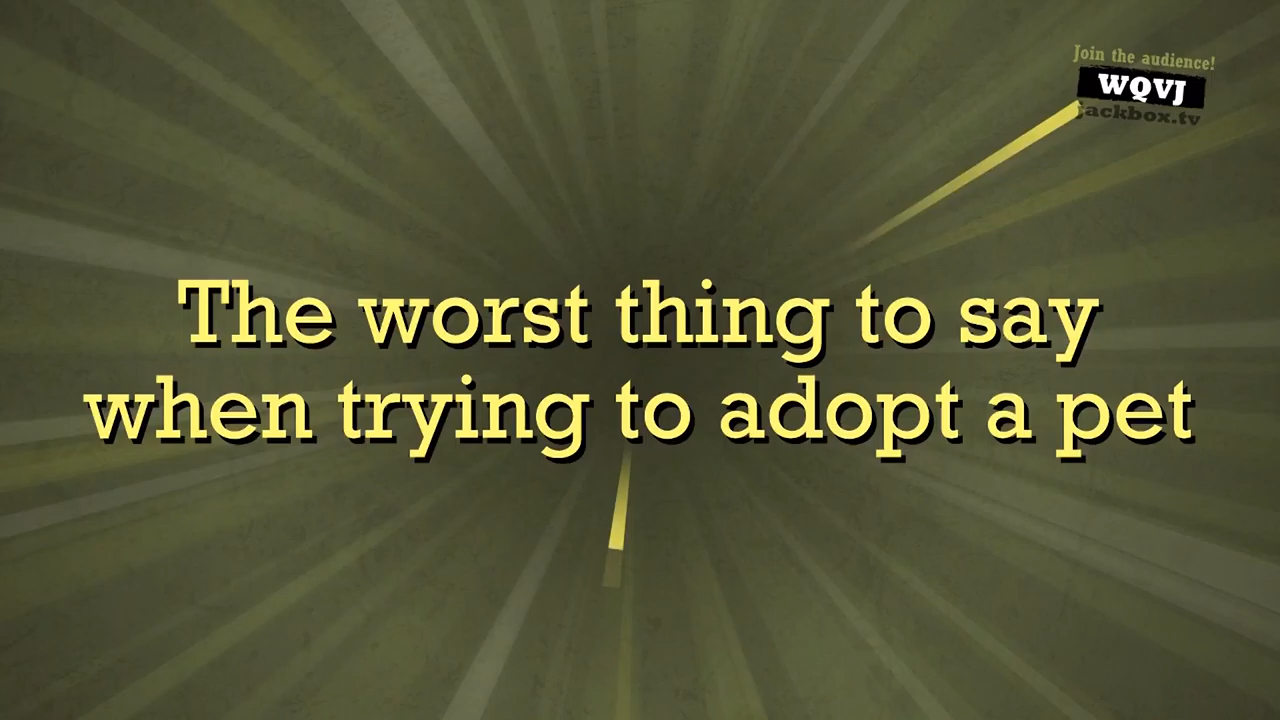 Join the audience!
WQVJ
jackbox.tv
The worst thing to say
when trying to adopt a pet